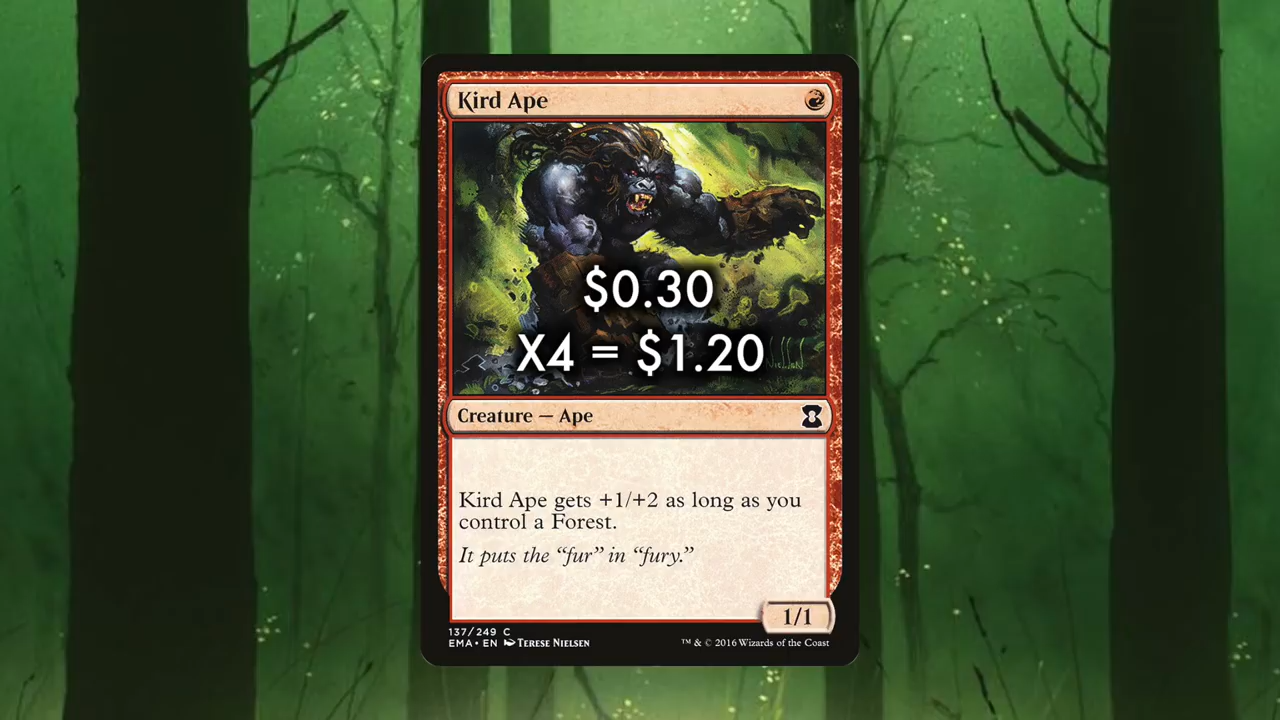 Kird Ape
$0.30
X4 = $1.20
Creature — Ape
Kird Ape gets +1/+2 as long as you
control a Forest.
It puts the “fur” in “fury.”
1/1
137/249 C
EMA • EN Terese Nielsen
™ & © 2016 Wizards of the Coast